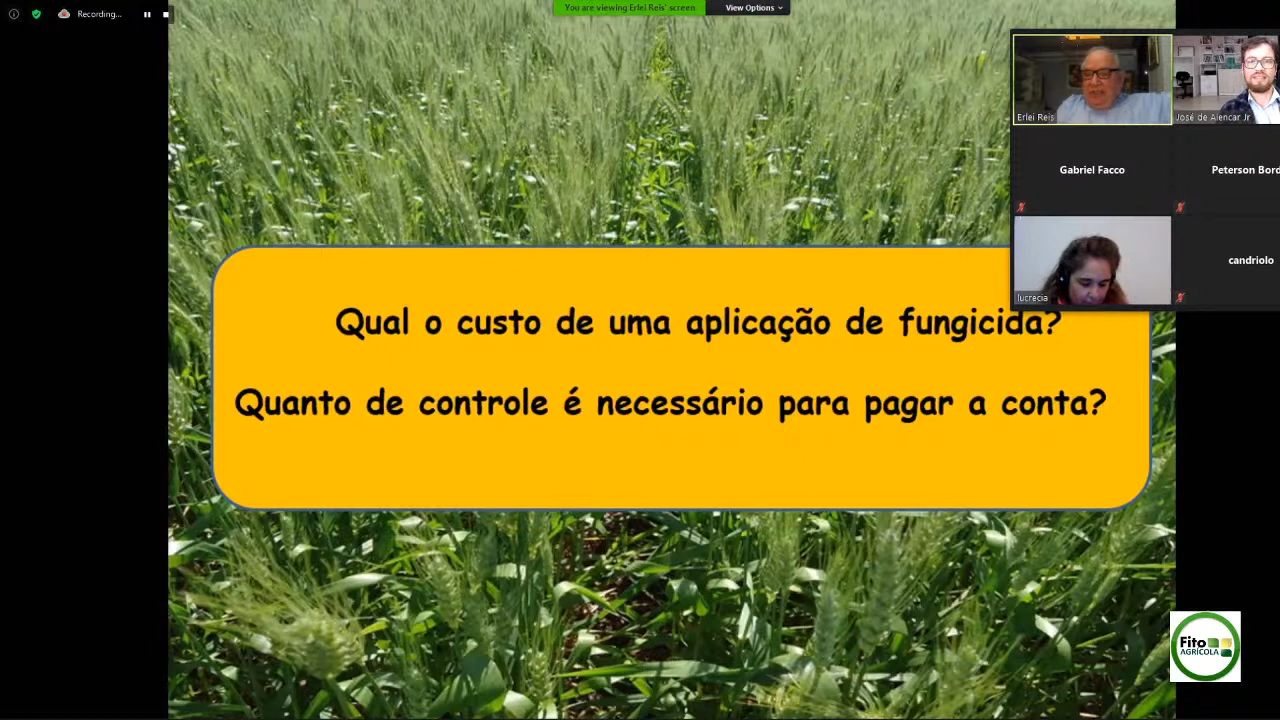 Recording...
You are viewing Erlei Reis' screen
View Options
Erlei Reis
José de Alencar Jr
Gabriel Facco
Peterson Bord
lucrecia
candriolo
Qual o custo de uma aplicação de fungicida?
Quanto de controle é necessário para pagar a conta?
Fito
AGRÍCOLA